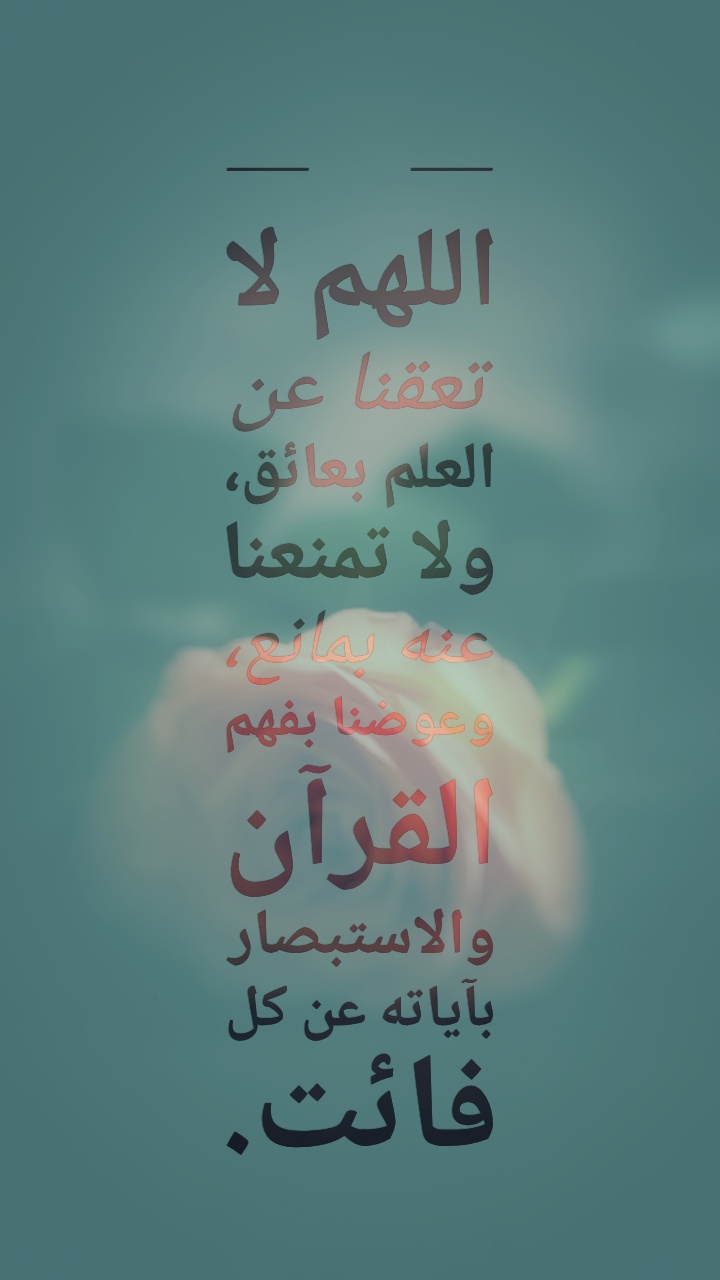 اللهم لا
تعقنا عن
العلم بعائق،
ولا تمنعنا
عنه بمانع،
وعوضنا بفهم
القرآن
والاستبصار
بآياته عن كل
فائت.